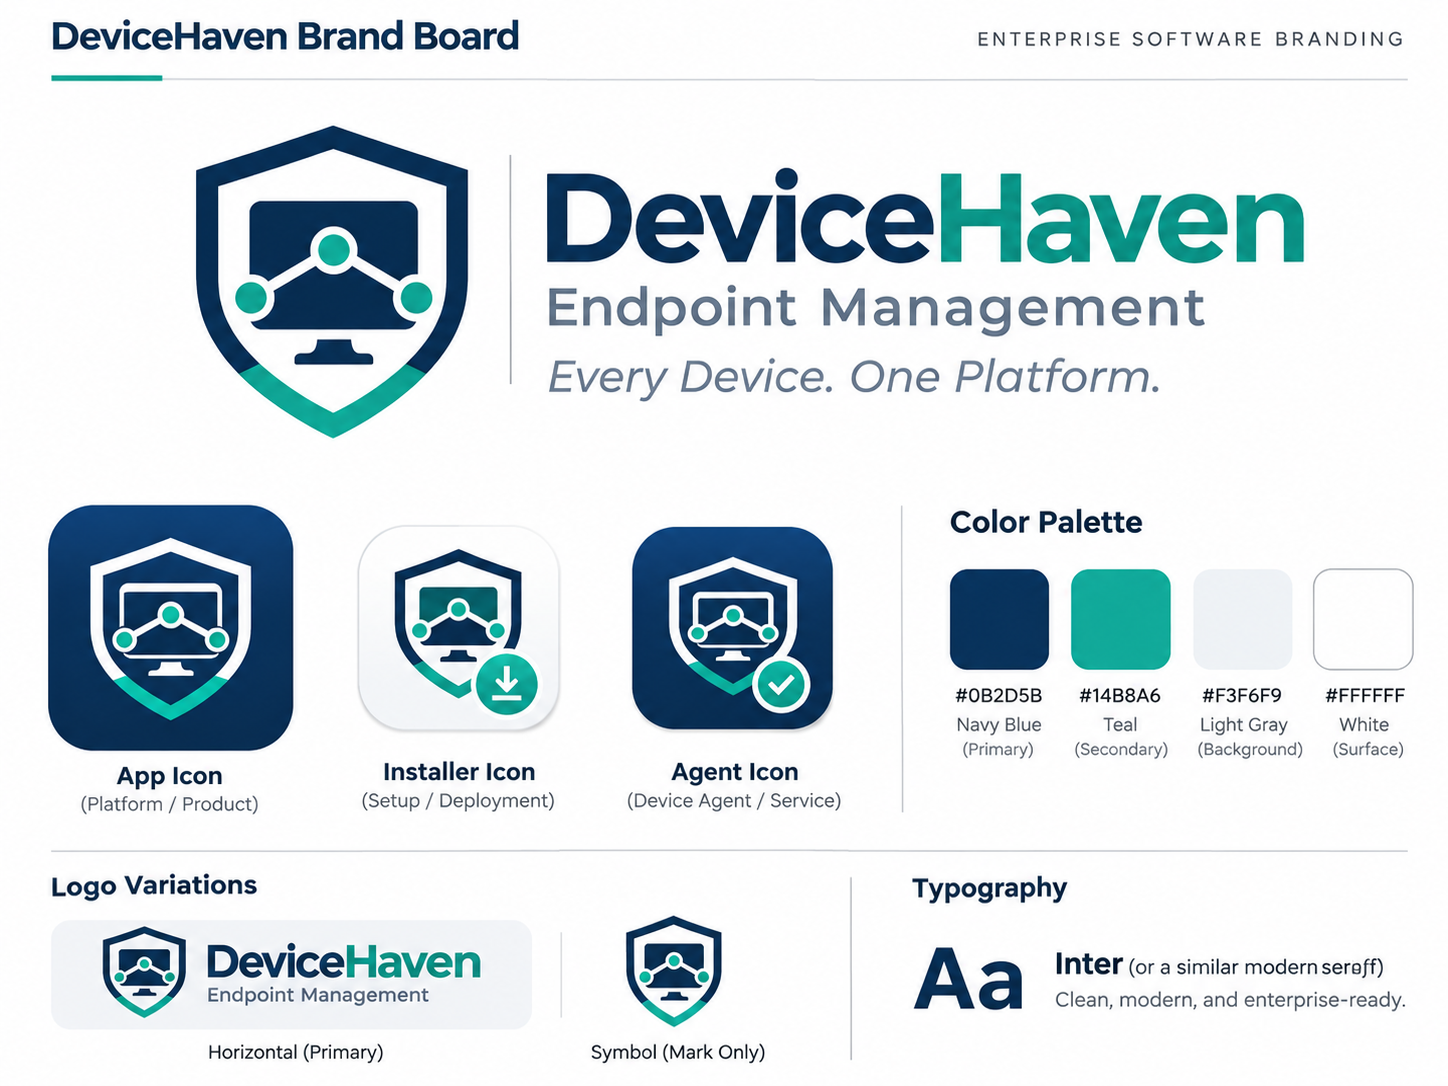 DeviceHaven Brand Board
ENTERPRISE SOFTWARE BRANDING
DeviceHaven
Endpoint Management
Every Device. One Platform.
App Icon
(Platform / Product)
Installer Icon
(Setup / Deployment)
Agent Icon
(Device Agent / Service)
Color Palette
#0B2D5B
Navy Blue
(Primary)
#14B8A6
Teal
(Secondary)
#F3F6F9
Light Gray
(Background)
#FFFFFF
White
(Surface)
Logo Variations
DeviceHaven
Endpoint Management
Horizontal (Primary)
Symbol (Mark Only)
Typography
Aa
Inter (or a similar modern
Clean, modern, and enterprise-ready.